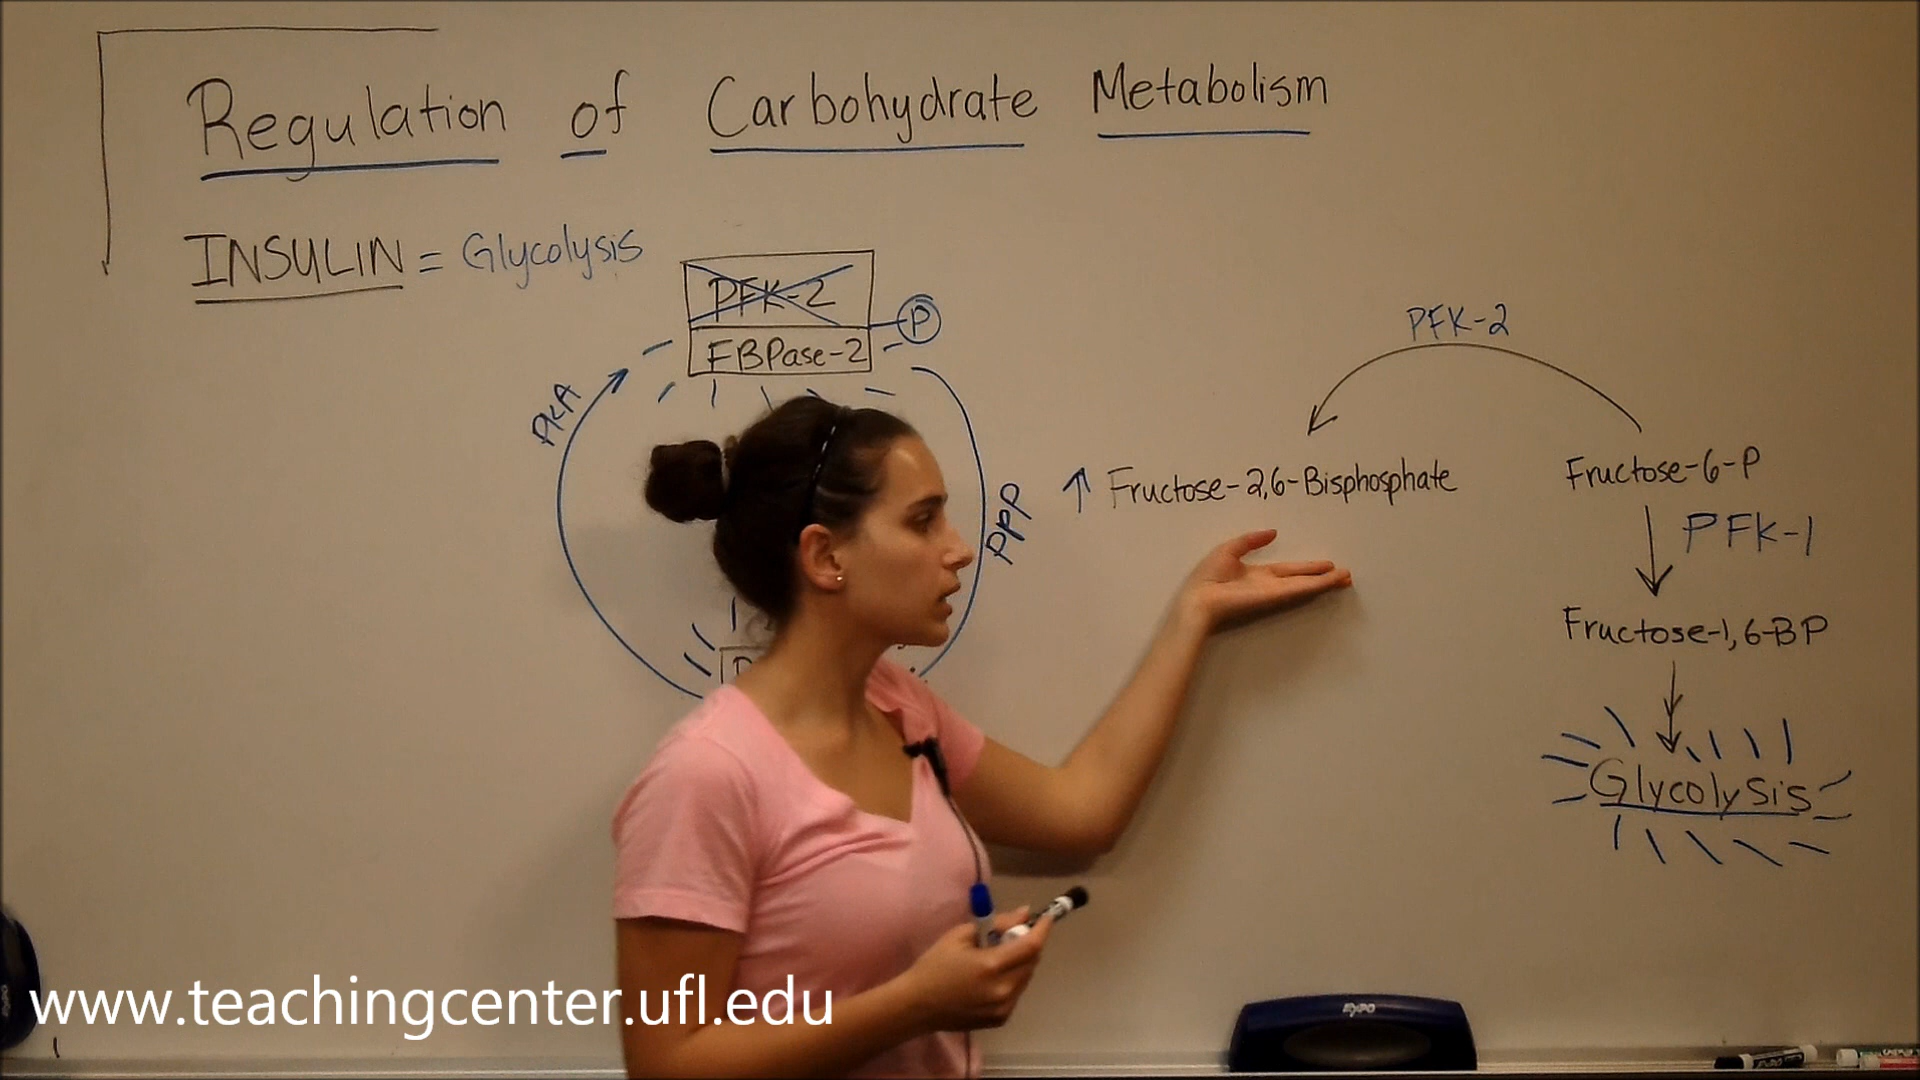 Regulation of Carbohydrate Metabolism
INSULIN = Glycolysis
PFK-2
FBPase-2
P
PKA
PPP
↑ Fructose-2,6-Bisphosphate
PFK-2
Fructose-6-P
PFK-1
Fructose-1,6-BP
Glycolysis
www.teachingcenter.ufl.edu
EXPO